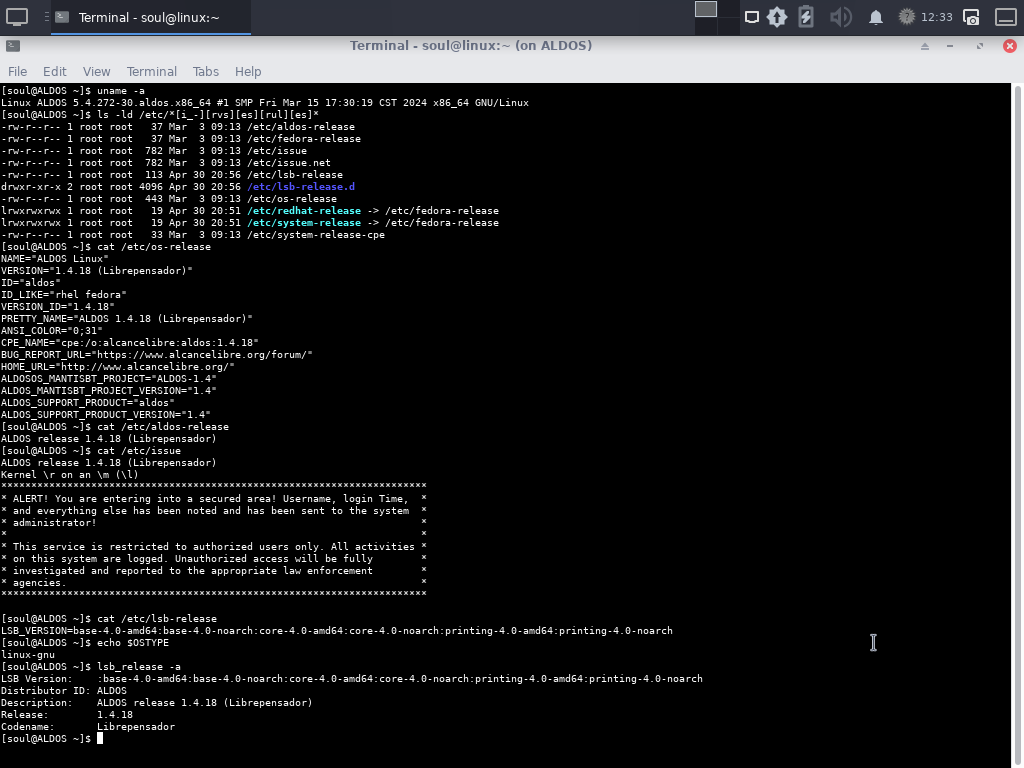 Terminal - soul@linux:~
12:33
Terminal - soul@linux:~ (on ALDOS)
File Edit View Terminal Tabs Help
[soul@ALDOS ~]$ uname -a
Linux ALDOS 5.4.272-30.aldos.x86_64 #1 SMP Fri Mar 15 17:30:19 CST 2024 x86_64 GNU/Linux
[soul@ALDOS ~]$ ls -ld /etc/*[i_-][rvs][es][rul][es]*
-rw-r--r-- 1 root root   37 Mar  3 09:13 /etc/aldos-release
-rw-r--r-- 1 root root   37 Mar  3 09:13 /etc/fedora-release
-rw-r--r-- 1 root root  782 Mar  3 09:13 /etc/issue
-rw-r--r-- 1 root root  782 Mar  3 09:13 /etc/issue.net
-rw-r--r-- 1 root root  113 Apr 30 20:56 /etc/lsb-release
drwxr-xr-x 2 root root 4096 Apr 30 20:56 /etc/lsb-release.d
-rw-r--r-- 1 root root  443 Mar  3 09:13 /etc/os-release
lrwxrwxrwx 1 root root   19 Apr 30 20:51 /etc/redhat-release -> /etc/fedora-release
lrwxrwxrwx 1 root root   19 Apr 30 20:51 /etc/system-release -> /etc/fedora-release
-rw-r--r-- 1 root root   33 Mar  3 09:13 /etc/system-release-cpe
[soul@ALDOS ~]$ cat /etc/os-release
NAME="ALDOS Linux"
VERSION="1.4.18 (Librepensador)"
ID="aldos"
ID_LIKE="rhel fedora"
VERSION_ID="1.4.18"
PRETTY_NAME="ALDOS 1.4.18 (Librepensador)"
ANSI_COLOR="0;31"
CPE_NAME="cpe:/o:alcancelibre:aldos:1.4.18"
BUG_REPORT_URL="https://www.alcancelibre.org/forum/"
HOME_URL="http://www.alcancelibre.org/"
ALDOSOS_MANTISBT_PROJECT="ALDOS-1.4"
ALDOS_MANTISBT_PROJECT_VERSION="1.4"
ALDOS_SUPPORT_PRODUCT="aldos"
ALDOS_SUPPORT_PRODUCT_VERSION="1.4"
[soul@ALDOS ~]$ cat /etc/aldos-release
ALDOS release 1.4.18 (Librepensador)
[soul@ALDOS ~]$ cat /etc/issue
ALDOS release 1.4.18 (Librepensador)
Kernel \r on an \m (\l)
***********************************************************************
* ALERT! You are entering into a secured area! Username, login Time,  *
* and everything else has been noted and has been sent to the system  *
* administrator!                                                      *
*                                                                     *
* This service is restricted to authorized users only. All activities *
* on this system are logged. Unauthorized access will be fully        *
* investigated and reported to the appropriate law enforcement        *
* agencies.                                                           *
***********************************************************************
[soul@ALDOS ~]$ cat /etc/lsb-release
LSB_VERSION=base-4.0-amd64:base-4.0-noarch:core-4.0-amd64:core-4.0-noarch:printing-4.0-amd64:printing-4.0-noarch
[soul@ALDOS ~]$ echo $OSTYPE
linux-gnu
[soul@ALDOS ~]$ lsb_release -a
LSB Version:    :base-4.0-amd64:base-4.0-noarch:core-4.0-amd64:core-4.0-noarch:printing-4.0-amd64:printing-4.0-noarch
Distributor ID: ALDOS
Description:    ALDOS release 1.4.18 (Librepensador)
Release:        1.4.18
Codename:       Librepensador
[soul@ALDOS ~]$